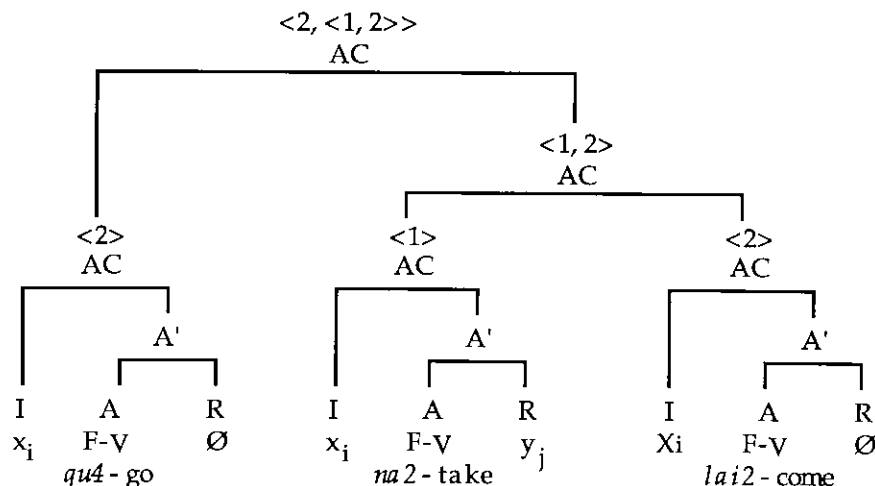 <2, <1, 2>>
AC
<1, 2>
AC
<2> <1> <2>
AC AC AC
A' A' A'
I A R I A R I A R
x_i F-V Ø x_i F-V y_j Xi F-V Ø
qu4 - go na2 - take lai2 - come